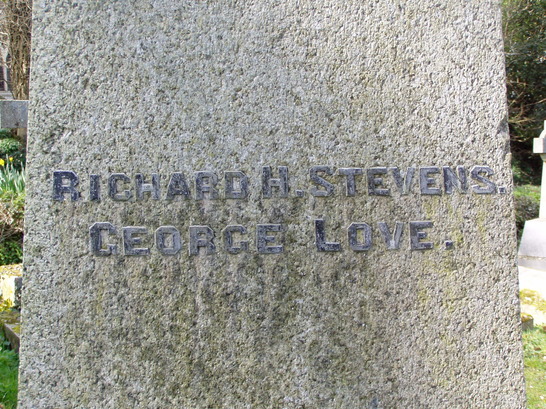 RICHARD H. STEVENS.
GEORGE LOVE.